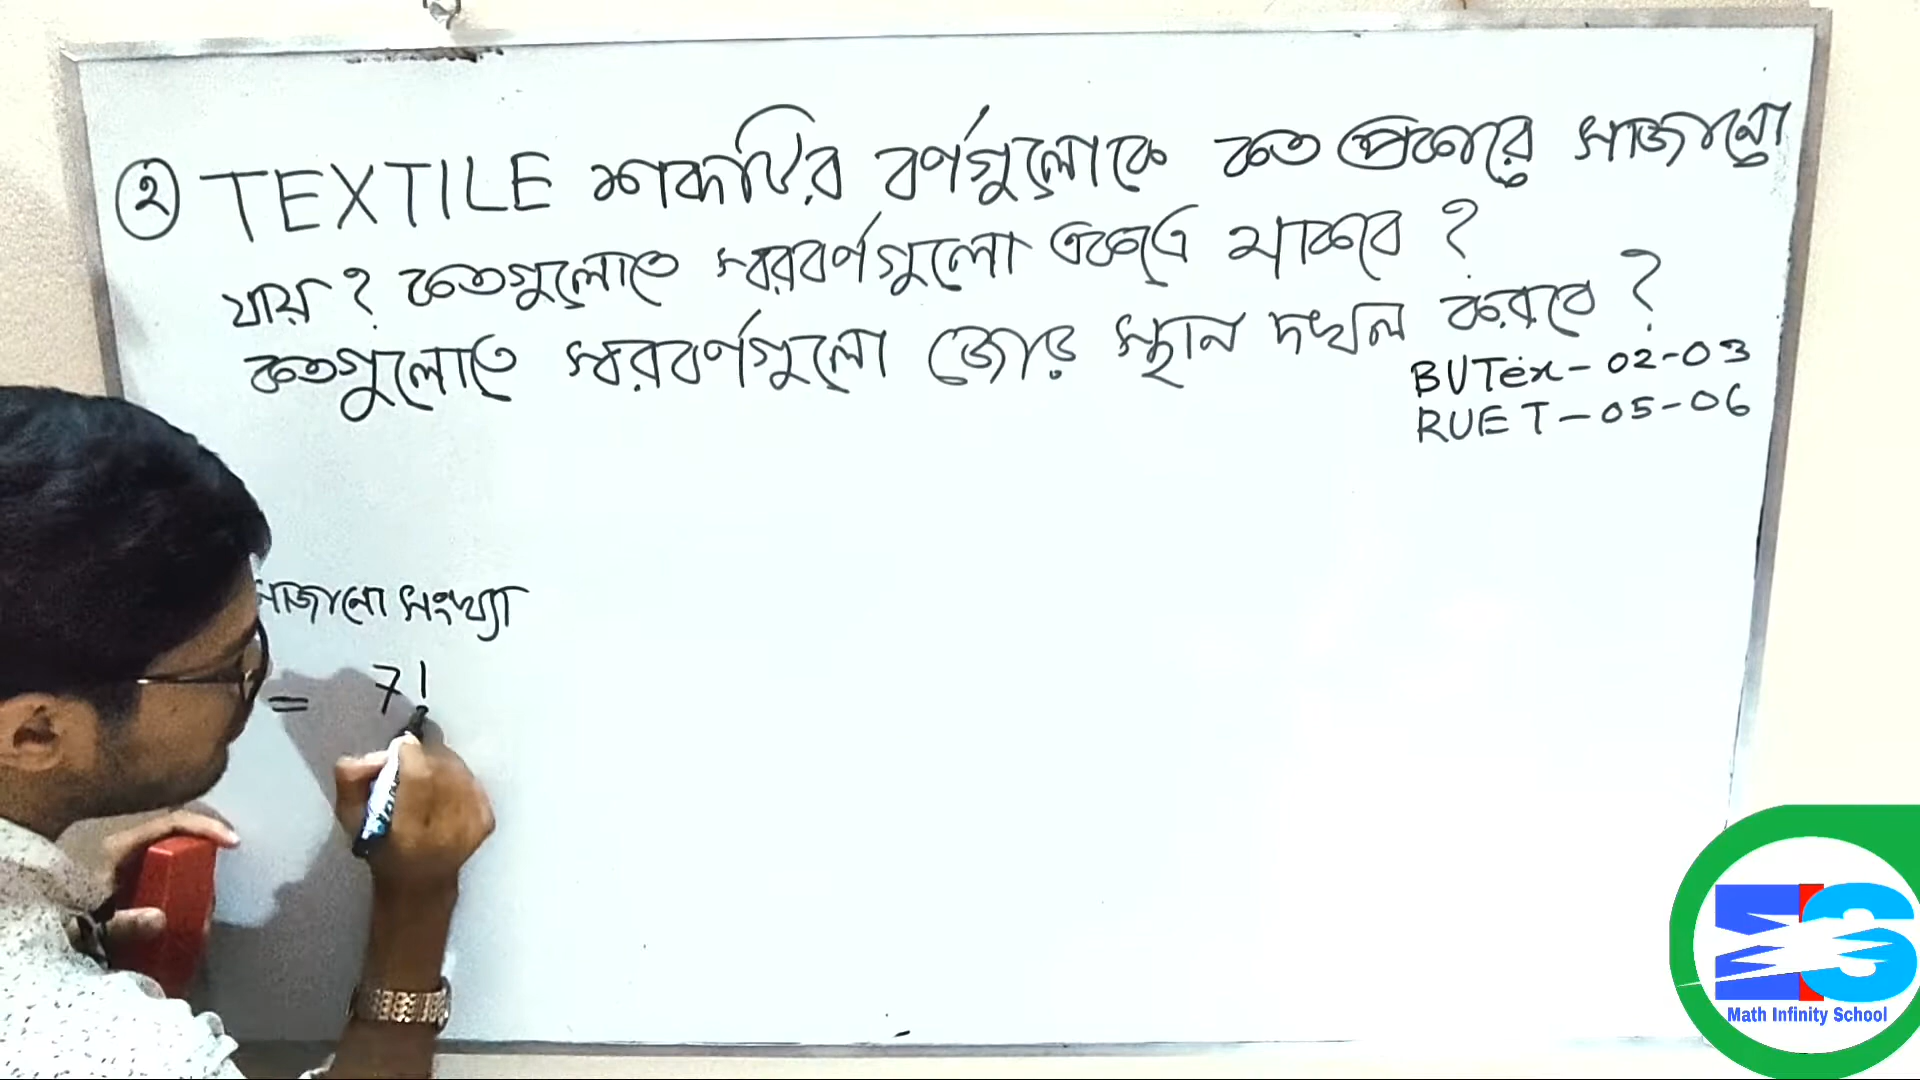 ২ TEXTILE শব্দটির বর্ণগুলোকে কত প্রকারে সাজানো
যায়? কতগুলোতে স্বরবর্ণগুলো একত্রে থাকবে?
কতগুলোতে স্বরবর্ণগুলো জোড় স্থান দখল করবে?
BUTex-02-03
RUET-05-06
সাজানো সংখ্যা
= 7!
Math Infinity School